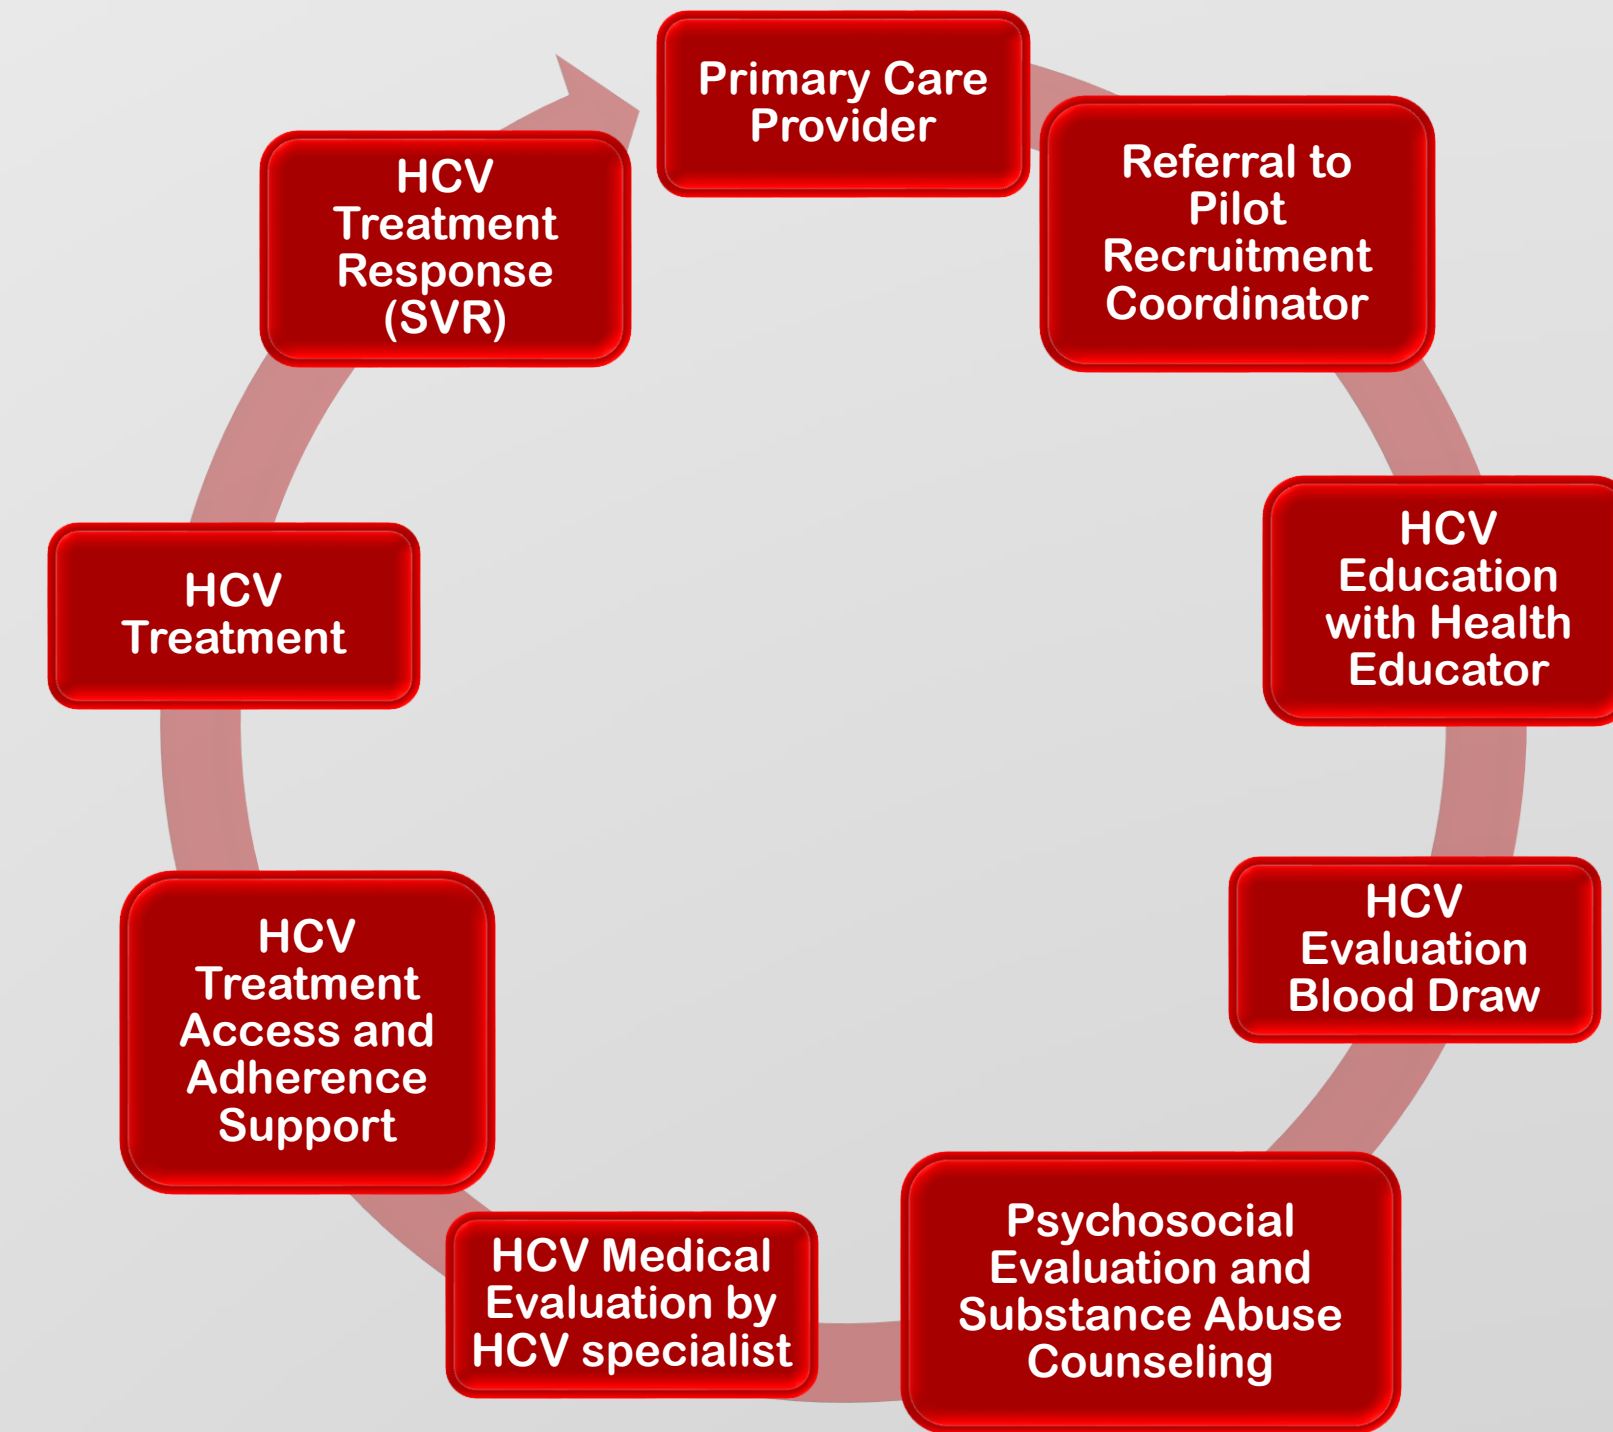 Primary Care
Provider
Referral to
Pilot
Recruitment
Coordinator
HCV
Education
with Health
Educator
HCV
Evaluation
Blood Draw
Psychosocial
Evaluation and
Substance Abuse
Counseling
HCV Medical
Evaluation by
HCV specialist
HCV
Treatment
Access and
Adherence
Support
HCV
Treatment
HCV
Treatment
Response
(SVR)